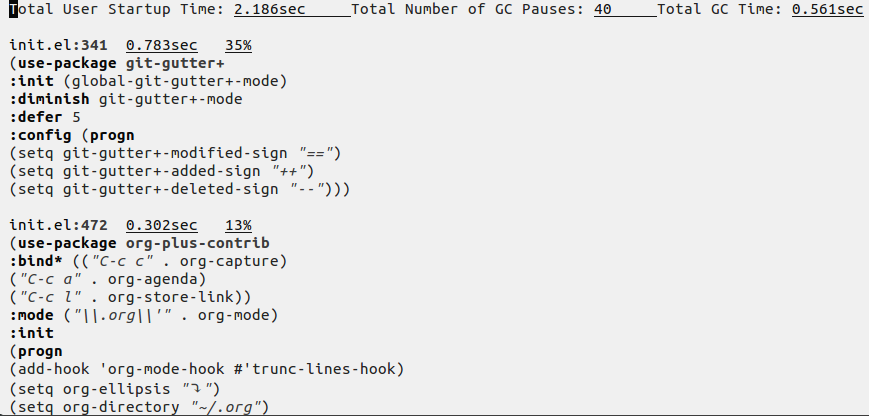 Total User Startup Time: 2.186sec     Total Number of GC Pauses: 40     Total GC Time: 0.561sec
init.el:341  0.783sec   35%
(use-package git-gutter+
:init (global-git-gutter+-mode)
:diminish git-gutter+-mode
:defer 5
:config (progn
(setq git-gutter+-modified-sign "==")
(setq git-gutter+-added-sign "++")
(setq git-gutter+-deleted-sign "--")))
init.el:472  0.302sec   13%
(use-package org-plus-contrib
:bind* (("C-c c" . org-capture)
("C-c a" . org-agenda)
("C-c l" . org-store-link))
:mode ("\\.org\\'" . org-mode)
:init
(progn
(add-hook 'org-mode-hook #'trunc-lines-hook)
(setq org-ellipsis "⤵")
(setq org-directory "~/.org")